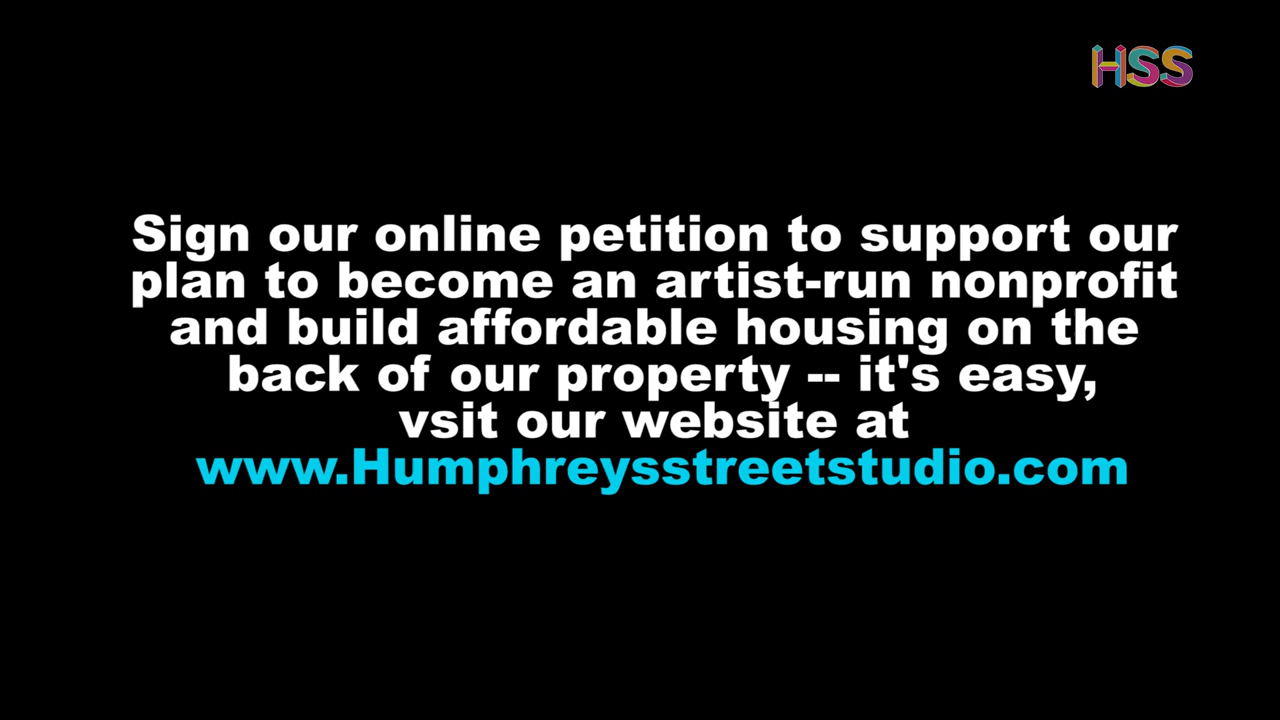 HSS
Sign our online petition to support our
plan to become an artist-run nonprofit
and build affordable housing on the
back of our property -- it's easy,
vsit our website at
www.Humphreysstreetstudio.com